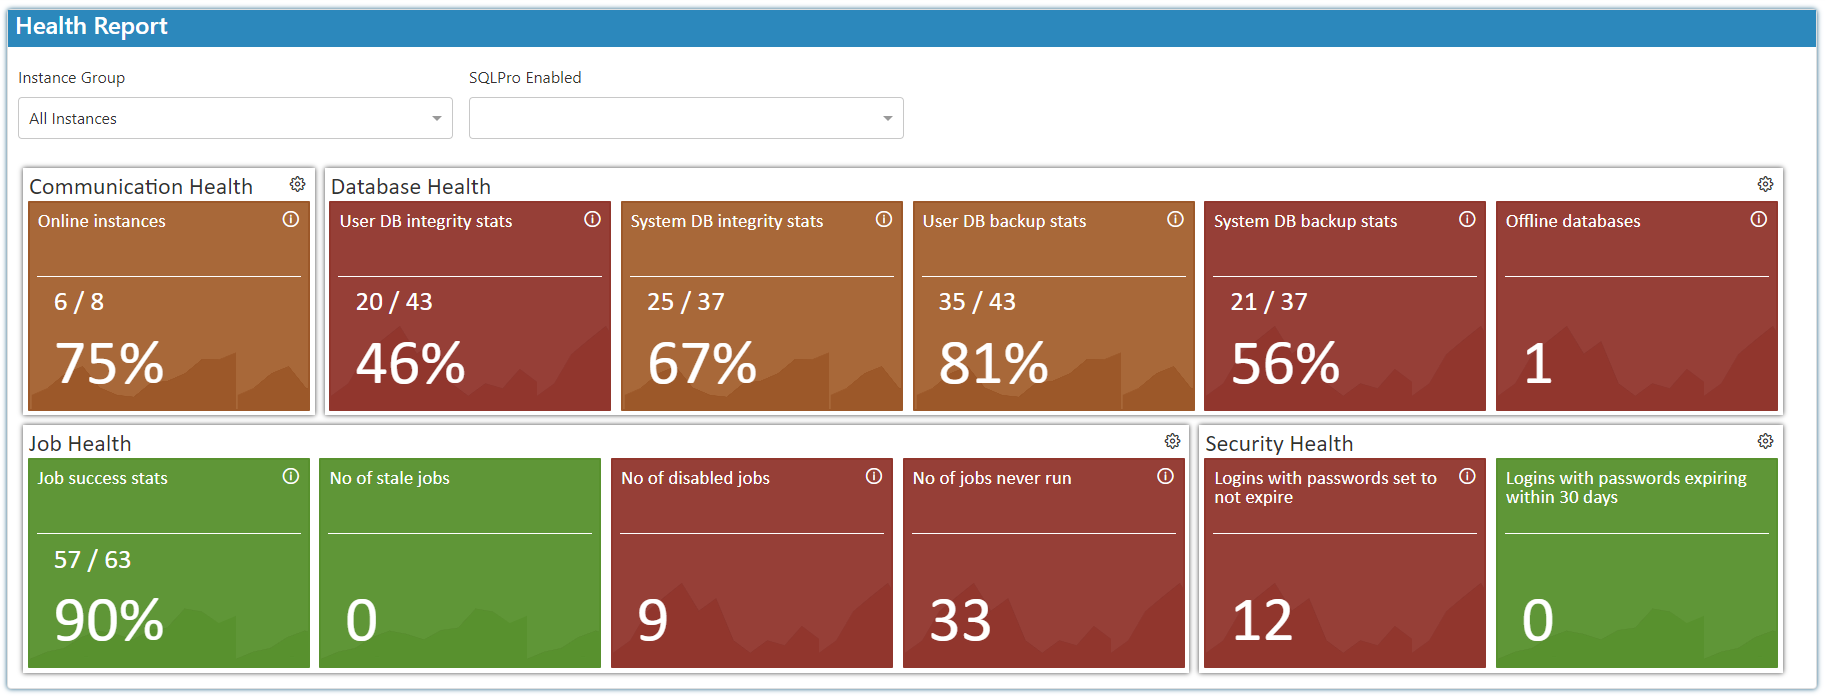 Health Report
Instance Group
SQLPro Enabled
All Instances
Communication Health
Database Health
Online instances
6 / 8
75%
User DB integrity stats
20 / 43
46%
System DB integrity stats
25 / 37
67%
User DB backup stats
35 / 43
81%
System DB backup stats
21 / 37
56%
Offline databases
1
Job Health
Security Health
Job success stats
57 / 63
90%
No of stale jobs
0
No of disabled jobs
9
No of jobs never run
33
Logins with passwords set to
not expire
12
Logins with passwords expiring
within 30 days
0